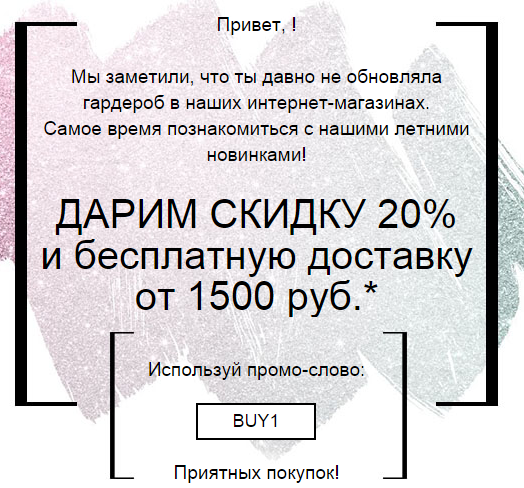 Привет, !
Мы заметили, что ты давно не обновляла
гардероб в наших интернет-магазинах.
Самое время познакомиться с нашими летними
новинками!
ДАРИМ СКИДКУ 20%
и бесплатную доставку
от 1500 руб.*
Используй промо-слово:
BUY1
Приятных покупок!